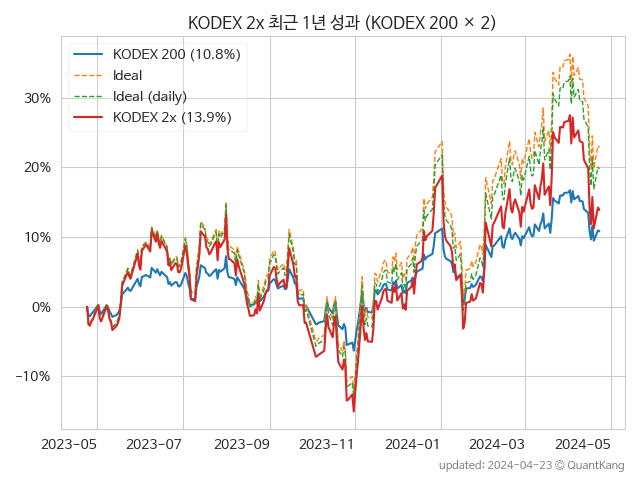 KODEX 2x 최근 1년 성과 (KODEX 200 × 2)
KODEX 200 (10.8%)
Ideal
Ideal (daily)
KODEX 2x (13.9%)
30%
20%
10%
0%
−10%
2023-05 2023-07 2023-09 2023-11 2024-01 2024-03 2024-05
updated: 2024-04-23 ⓒ QuantKang